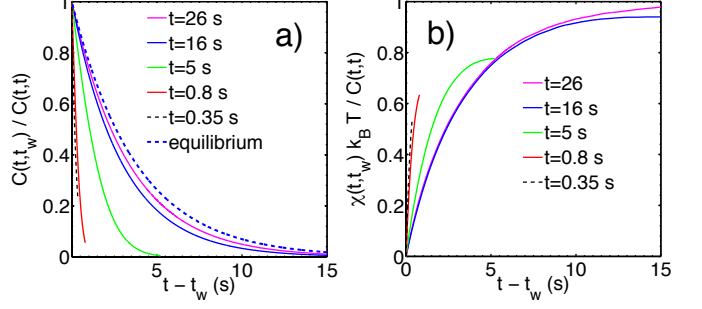 a)
1
0.8
0.6
0.4
0.2
0
0
5
10
15
C(t,t_w) / C(t,t)
t − t_w (s)
t=26 s
t=16 s
t=5 s
t=0.8 s
t=0.35 s
equilibrium
b)
1
0.8
0.6
0.4
0.2
0
0
5
10
15
χ(t,t_w) k_B T / C(t,t)
t − t_w (s)
t=26
t=16 s
t=5 s
t=0.8 s
t=0.35 s